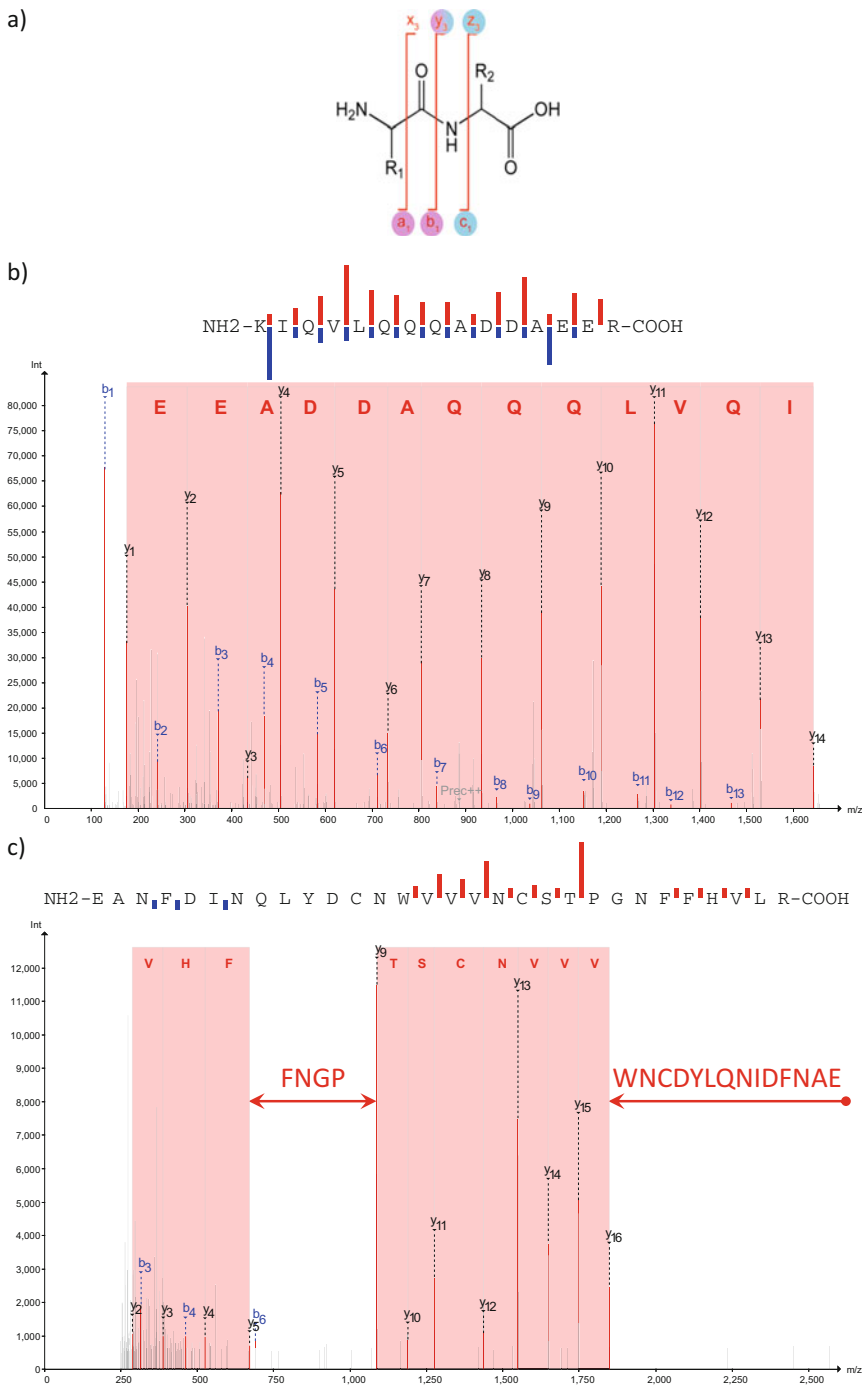 a)
x3 y3 z3
O R2
H2N OH
N
H
R1 O
a1 b1 c1
b)
NH2-K I Q V L Q Q Q A D D A E E R-COOH
Int
b1 y4 y11
E E A D D A Q Q Q L V Q I
80,000
75,000
70,000
65,000
60,000
55,000
50,000
45,000
40,000
35,000
30,000
25,000
20,000
15,000
10,000
5,000
0
y1 y2 y3 y5 y6 y7 y8 y9 y10 y12 y13 y14
b2 b3 b4 b5 b6 b7 b8 b9 b10 b11 b12 b13
Prec++
0 100 200 300 400 500 600 700 800 900 1,000 1,100 1,200 1,300 1,400 1,500 1,600 m/z
c)
NH2-E A N F D I N Q L Y D C N W V V V N C S T P G N F F H V L R-COOH
Int
y9
V H F T S C N V V V
12,000
11,000
10,000
9,000
8,000
7,000
6,000
5,000
4,000
3,000
2,000
1,000
0
FNGP WNCDYLQNIDFNAE
y13 y15 y14 y11 y16 y10 y12
b3 y2 y3 b4 y4 y5 b6
0 250 500 750 1,000 1,250 1,500 1,750 2,000 2,250 2,500 m/z